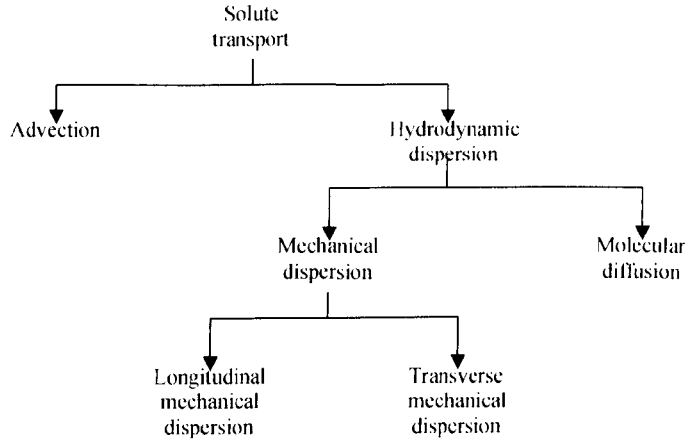 Solute
transport
Advection
Hydrodynamic
dispersion
Mechanical
dispersion
Molecular
diffusion
Longitudinal
mechanical
dispersion
Transverse
mechanical
dispersion